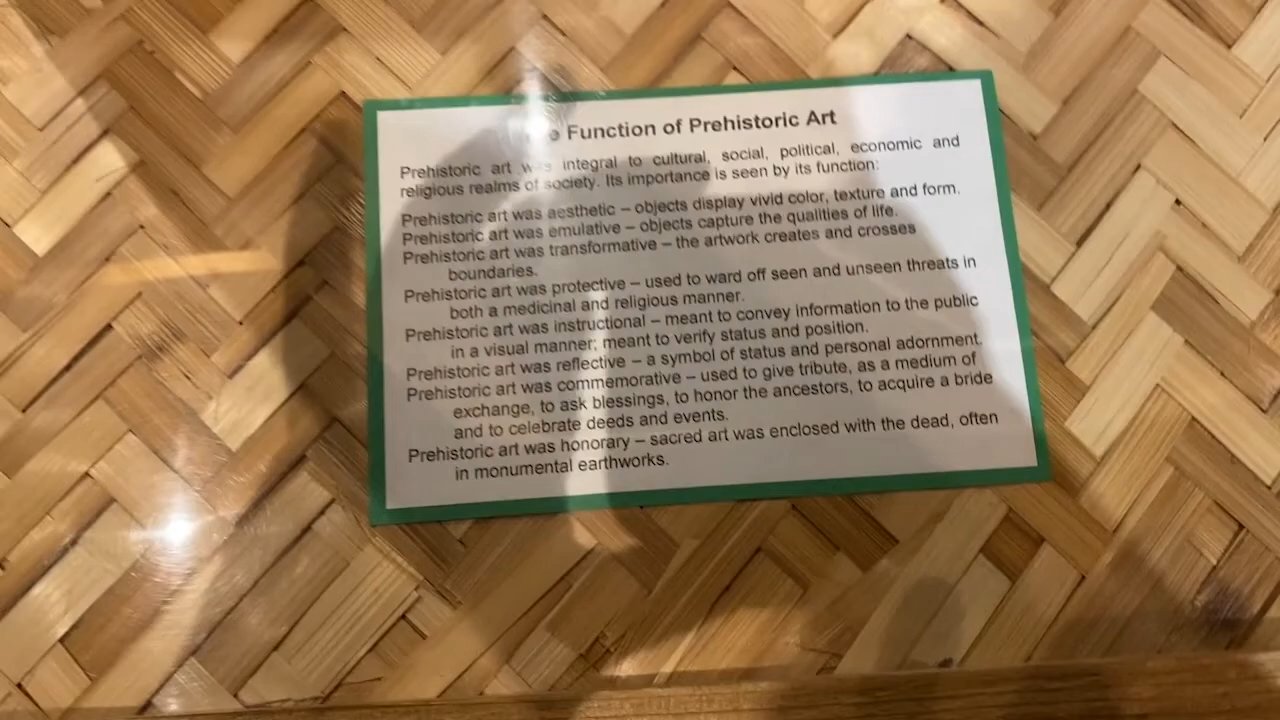 Function of Prehistoric Art
Prehistoric art was integral to cultural, social, political, economic and
religious realms of society. Its importance is seen by its function:
Prehistoric art was aesthetic – objects display vivid color, texture and form.
Prehistoric art was emulative – objects capture the qualities of life.
Prehistoric art was transformative – the artwork creates and crosses
boundaries.
Prehistoric art was protective – used to ward off seen and unseen threats in
both a medicinal and religious manner.
Prehistoric art was instructional – meant to convey information to the public
in a visual manner; meant to verify status and position.
Prehistoric art was reflective – a symbol of status and personal adornment.
Prehistoric art was commemorative – used to give tribute, as a medium of
exchange, to ask blessings, to honor the ancestors, to acquire a bride
and to celebrate deeds and events.
Prehistoric art was honorary – sacred art was enclosed with the dead, often
in monumental earthworks.